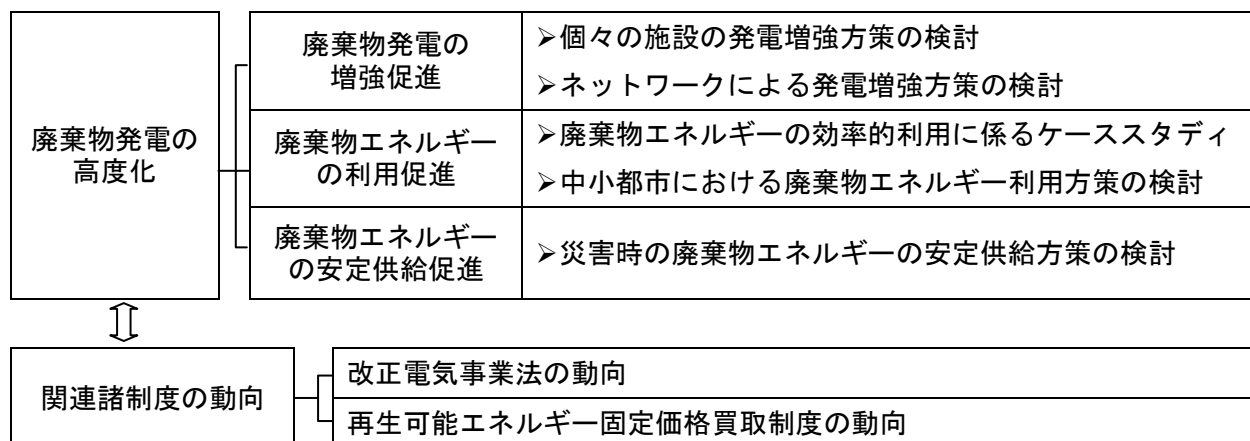 廃棄物発電の
高度化
廃棄物発電の
増強促進
➢個々の施設の発電増強方策の検討
➢ネットワークによる発電増強方策の検討
廃棄物エネルギー
の利用促進
➢廃棄物エネルギーの効率的利用に係るケーススタディ
➢中小都市における廃棄物エネルギー利用方策の検討
廃棄物エネルギー
の安定供給促進
➢災害時の廃棄物エネルギーの安定供給方策の検討
関連諸制度の動向
改正電気事業法の動向
再生可能エネルギー固定価格買取制度の動向